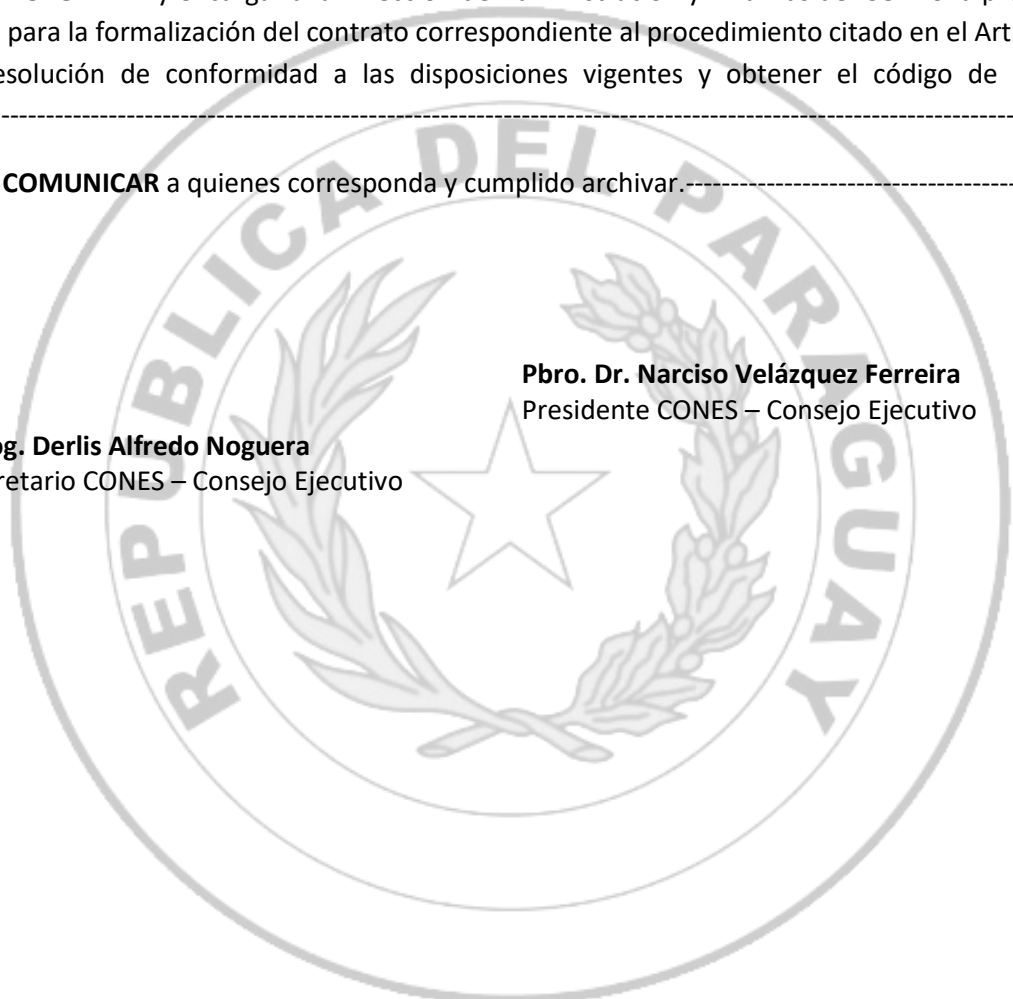 para la formalización del contrato correspondiente al procedimiento citado en el Art
resolución de conformidad a las disposiciones vigentes y obtener el código de
--------------------------------------------------------------------------------------------------------------
COMUNICAR a quienes corresponda y cumplido archivar.-------------------------------------
REPUBLICA DEL PARAGUAY
Pbro. Dr. Narciso Velázquez Ferreira
Presidente CONES – Consejo Ejecutivo
Derlis Alfredo Noguera
retario CONES – Consejo Ejecutivo